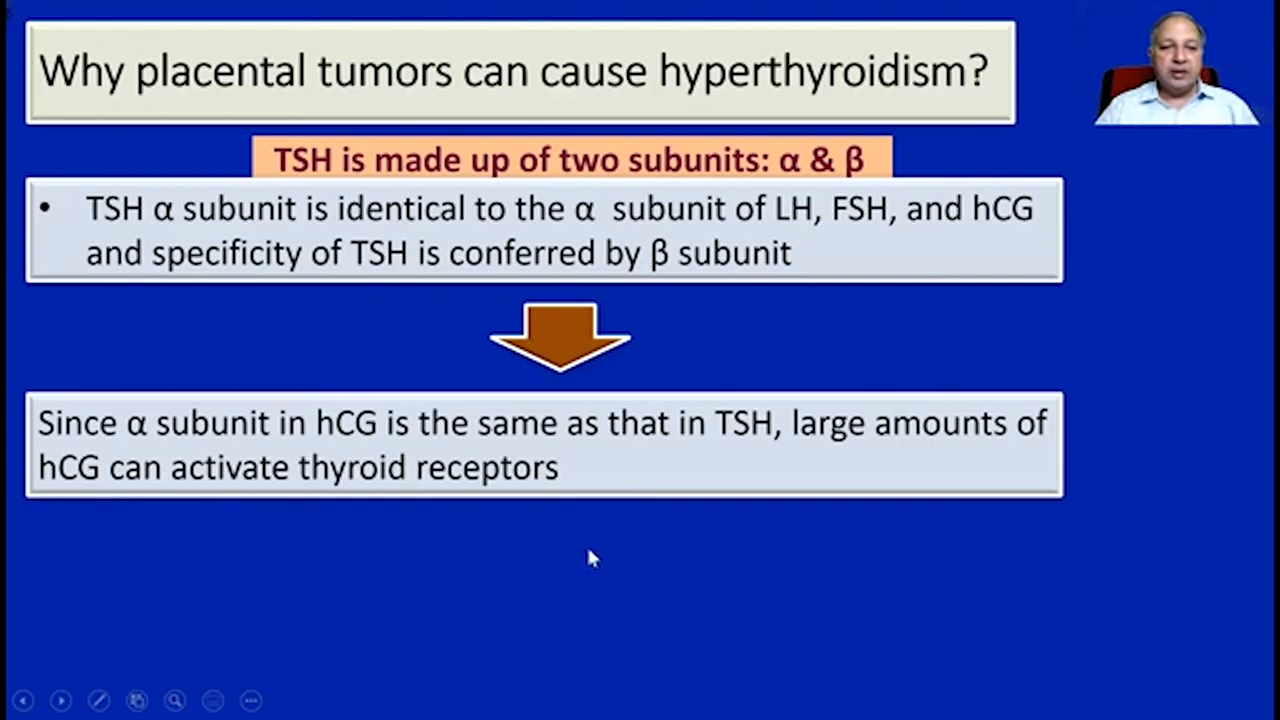 Why placental tumors can cause hyperthyroidism?
TSH is made up of two subunits: α & β
• TSH α subunit is identical to the α subunit of LH, FSH, and hCG
and specificity of TSH is conferred by β subunit
Since α subunit in hCG is the same as that in TSH, large amounts of
hCG can activate thyroid receptors